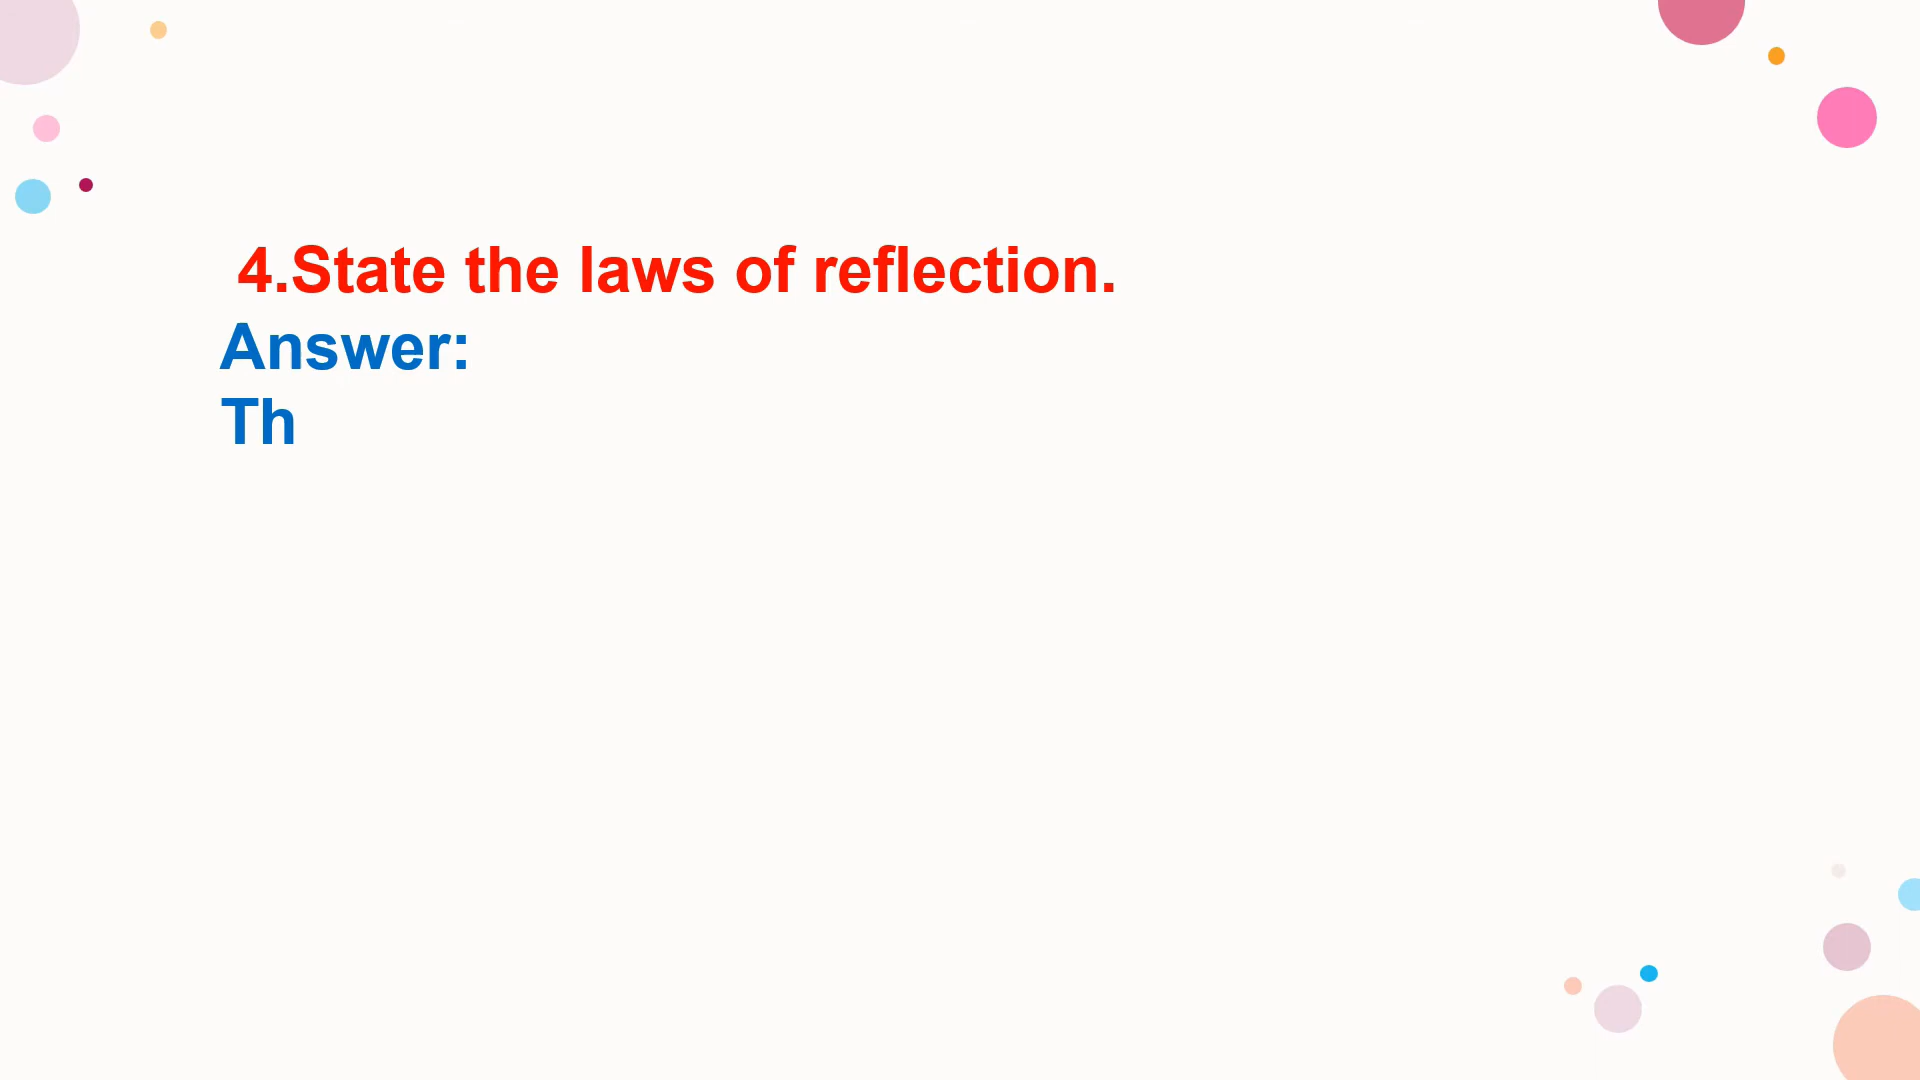 4.State the laws of reflection.
Answer:
Th